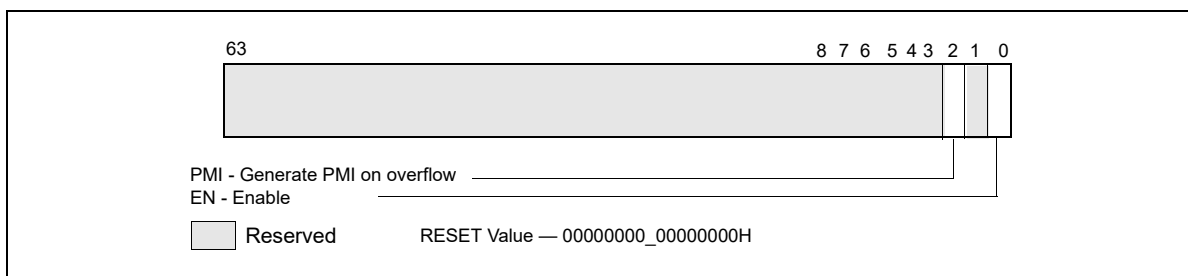 63 8 7 6 5 4 3 2 1 0
PMI - Generate PMI on overflow
EN - Enable
Reserved RESET Value — 00000000_00000000H